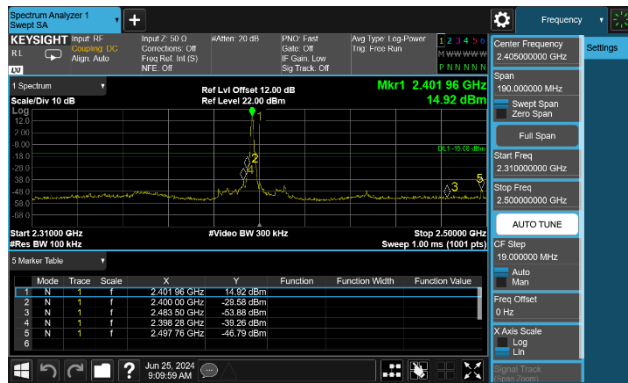 Spectrum Analyzer 1
Swept SA
Frequency
KEYSIGHT Input: RF
Coupling: DC
Align: Auto
RL
Input Z: 50 Ω
Corrections: Off
Freq Ref: Int (S)
NFE: Off
#Atten: 20 dB
PNO: Fast
Gate: Off
IF Gain: Low
Sig Track: Off
Avg Type: Log-Power
Trig: Free Run
1 2 3 4 5 6
M W W W W W
P N N N N N
1 Spectrum
Scale/Div 10 dB
Log
Ref Lvl Offset 12.00 dB
Ref Level 22.00 dBm
Mkr1 2.401 96 GHz
14.92 dBm
12.0
2.00
-8.00
-18.0
-28.0
-38.0
-48.0
-58.0
-68.0
1
2
4
3
5
DL1 -15.08 dBm
Start 2.31000 GHz
#Res BW 100 kHz
#Video BW 300 kHz
Stop 2.50000 GHz
Sweep 1.00 ms (1001 pts)
5 Marker Table
Mode Trace Scale X Y Function Function Width Function Value
1 N 1 f 2.401 96 GHz 14.92 dBm
2 N 1 f 2.400 00 GHz -29.58 dBm
3 N 1 f 2.483 50 GHz -53.88 dBm
4 N 1 f 2.398 28 GHz -39.26 dBm
5 N 1 f 2.497 76 GHz -46.79 dBm
6
Jun 25, 2024
9:09:59 AM
Center Frequency
2.405000000 GHz
Settings
Span
190.000000 MHz
Swept Span
Zero Span
Full Span
Start Freq
2.310000000 GHz
Stop Freq
2.500000000 GHz
AUTO TUNE
CF Step
19.000000 MHz
Auto
Man
Freq Offset
0 Hz
X Axis Scale
Log
Lin
Signal Track
(Span Zoom)